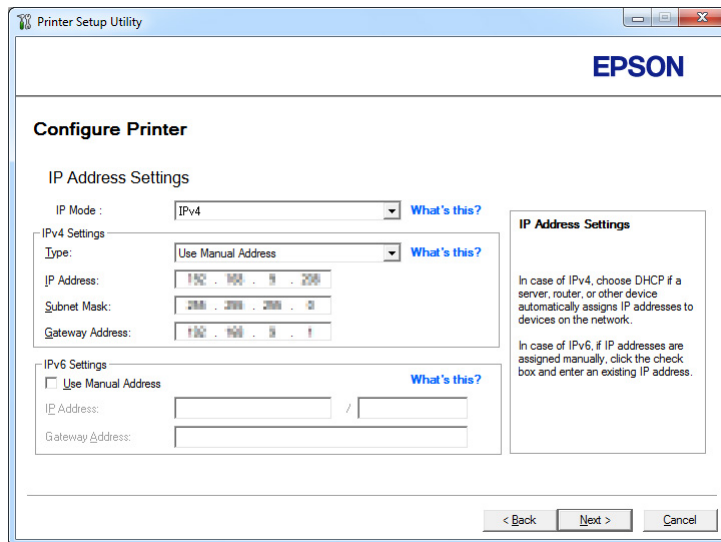 Printer Setup Utility
EPSON
Configure Printer
IP Address Settings
IP Mode :
IPv4
What's this?
IPv4 Settings
Type:
Use Manual Address
What's this?
IP Address:
Subnet Mask:
Gateway Address:
IPv6 Settings
Use Manual Address
What's this?
IP Address:
/
Gateway Address:
IP Address Settings
In case of IPv4, choose DHCP if a
server, router, or other device
automatically assigns IP addresses to
devices on the network.
In case of IPv6, if IP addresses are
assigned manually, click the check
box and enter an existing IP address.
< Back
Next >
Cancel